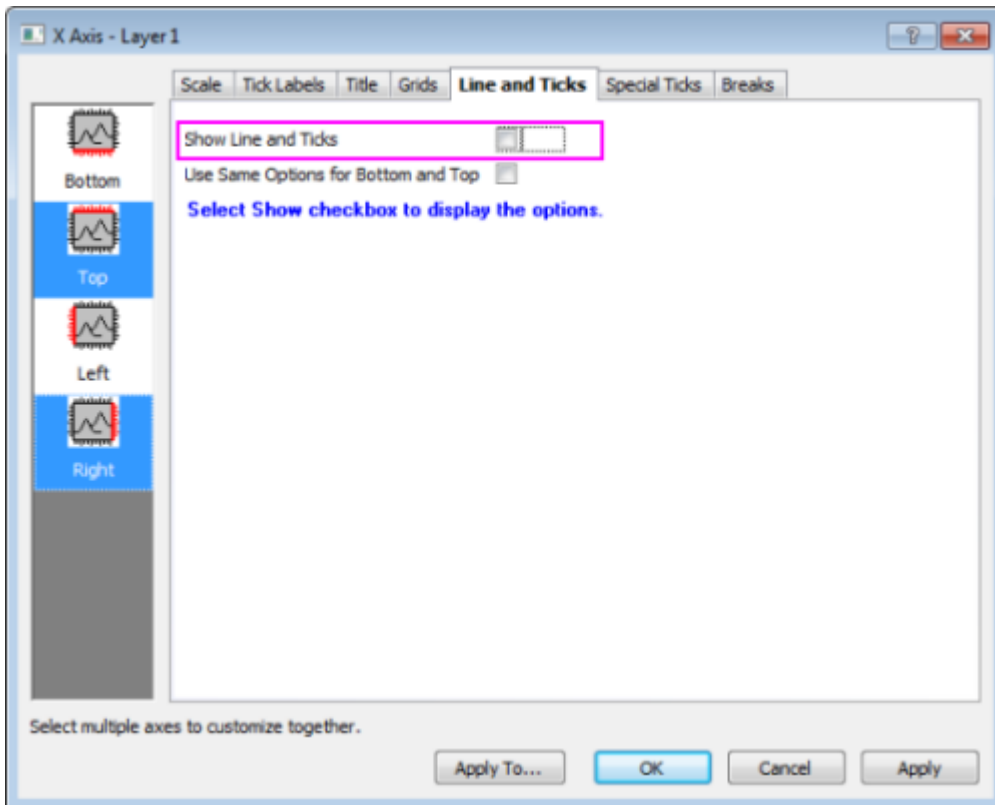 X Axis - Layer 1
Scale Tick Labels Title Grids Line and Ticks Special Ticks Breaks
Show Line and Ticks
Use Same Options for Bottom and Top
Select Show checkbox to display the options.
Bottom
Top
Left
Right
Select multiple axes to customize together.
Apply To... OK Cancel Apply